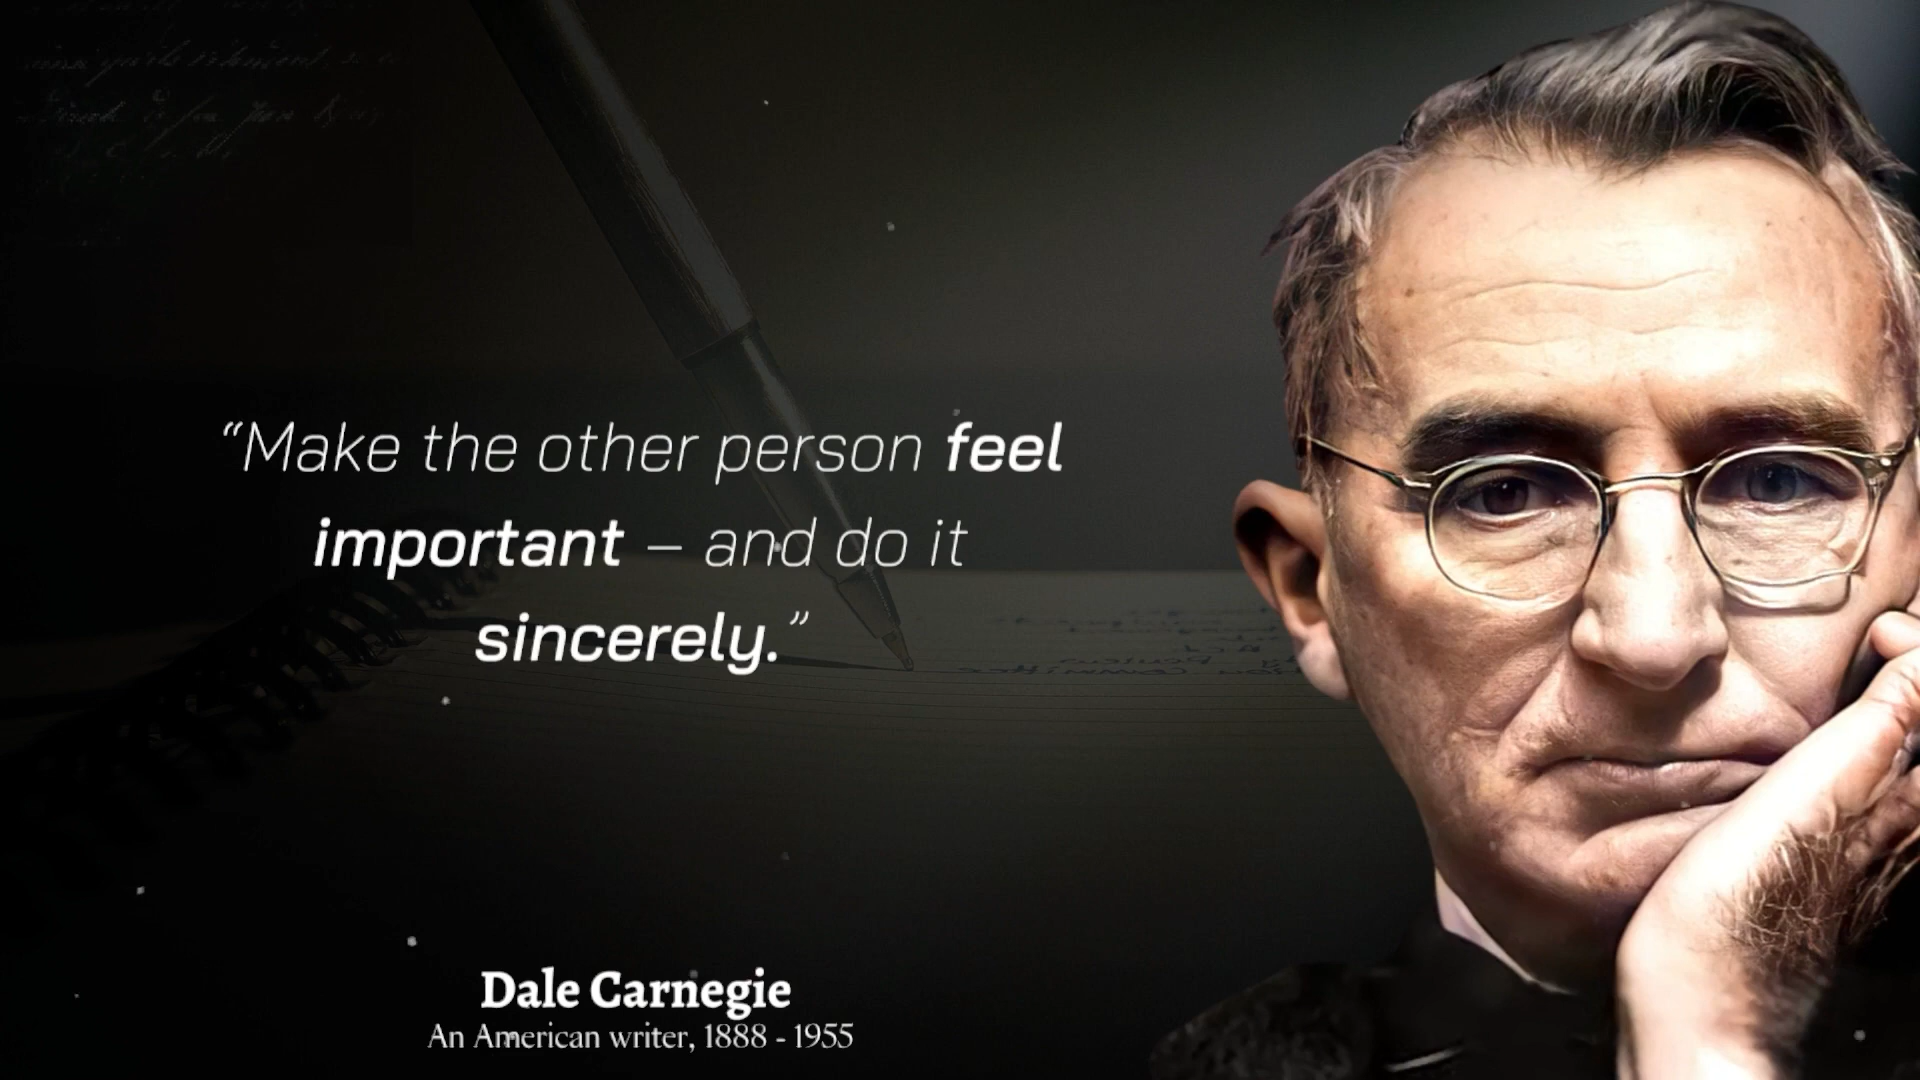 “Make the other person feel
important – and do it
sincerely.”
Dale Carnegie
An American writer, 1888 - 1955